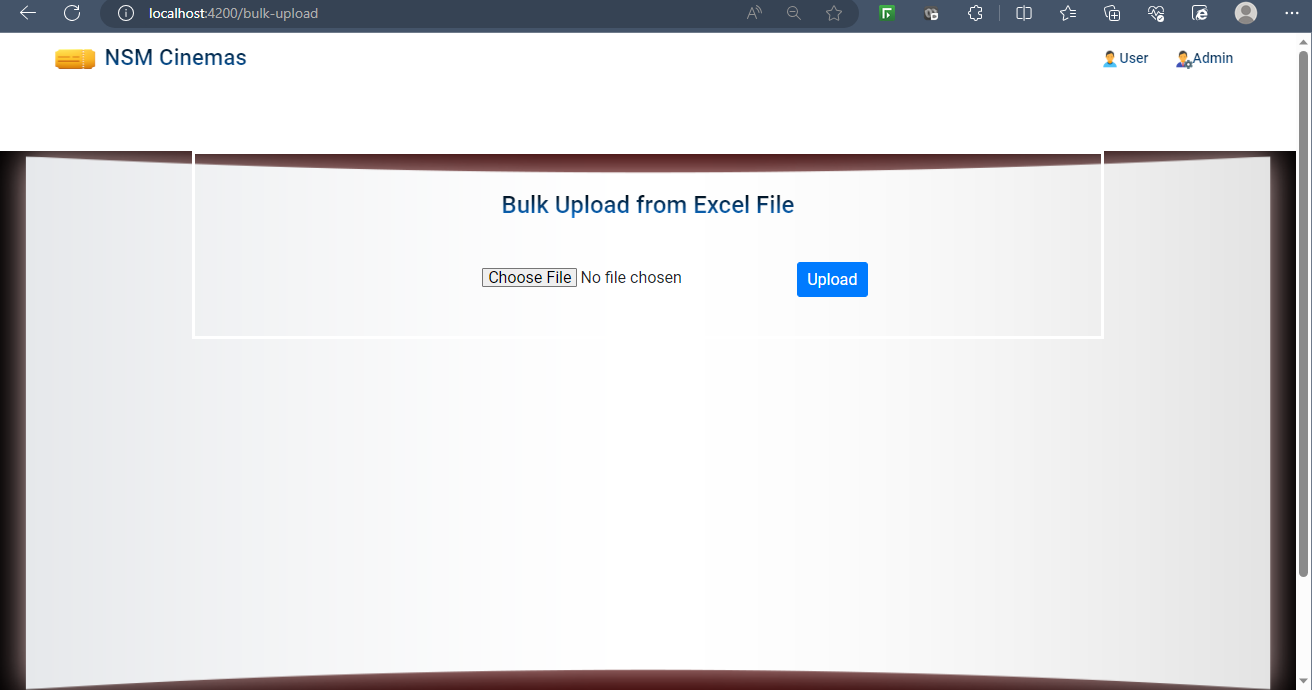 localhost:4200/bulk-upload
NSM Cinemas
User
Admin
Bulk Upload from Excel File
Choose File No file chosen
Upload